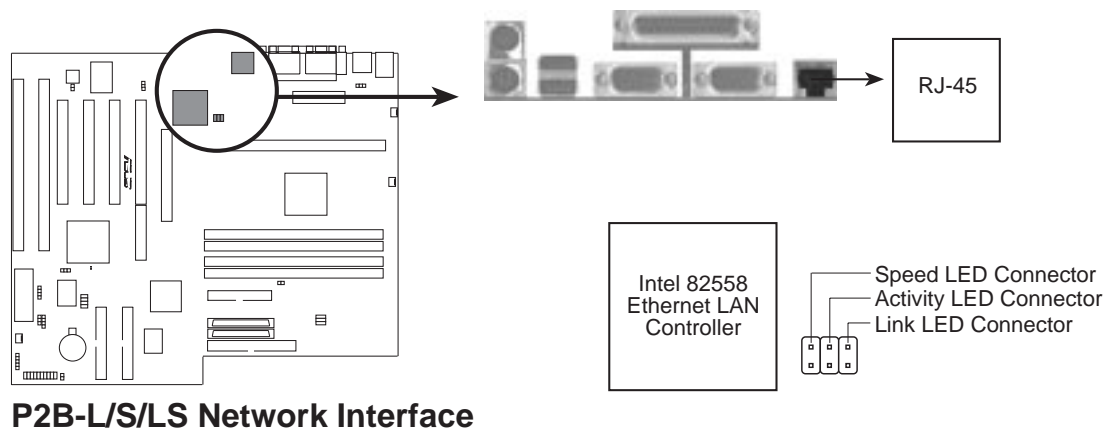 RJ-45
Intel 82558
Ethernet LAN
Controller
Speed LED Connector
Activity LED Connector
Link LED Connector
P2B-L/S/LS Network Interface